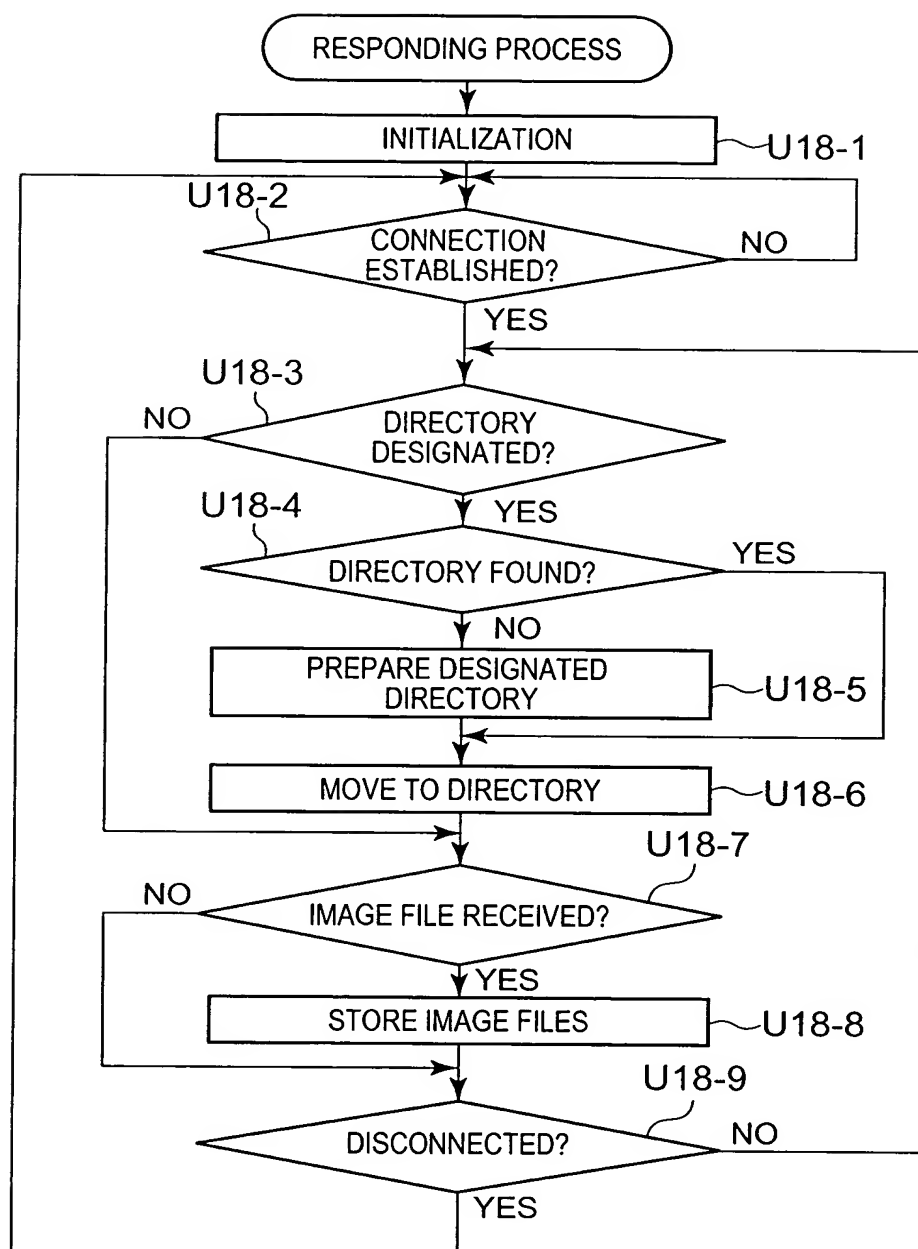 RESPONDING PROCESS
INITIALIZATION
U18-1
U18-2
CONNECTION
ESTABLISHED?
NO
YES
U18-3
NO
DIRECTORY
DESIGNATED?
YES
U18-4
YES
DIRECTORY FOUND?
NO
PREPARE DESIGNATED
DIRECTORY
U18-5
MOVE TO DIRECTORY
U18-6
U18-7
NO
IMAGE FILE RECEIVED?
YES
STORE IMAGE FILES
U18-8
U18-9
DISCONNECTED?
NO
YES